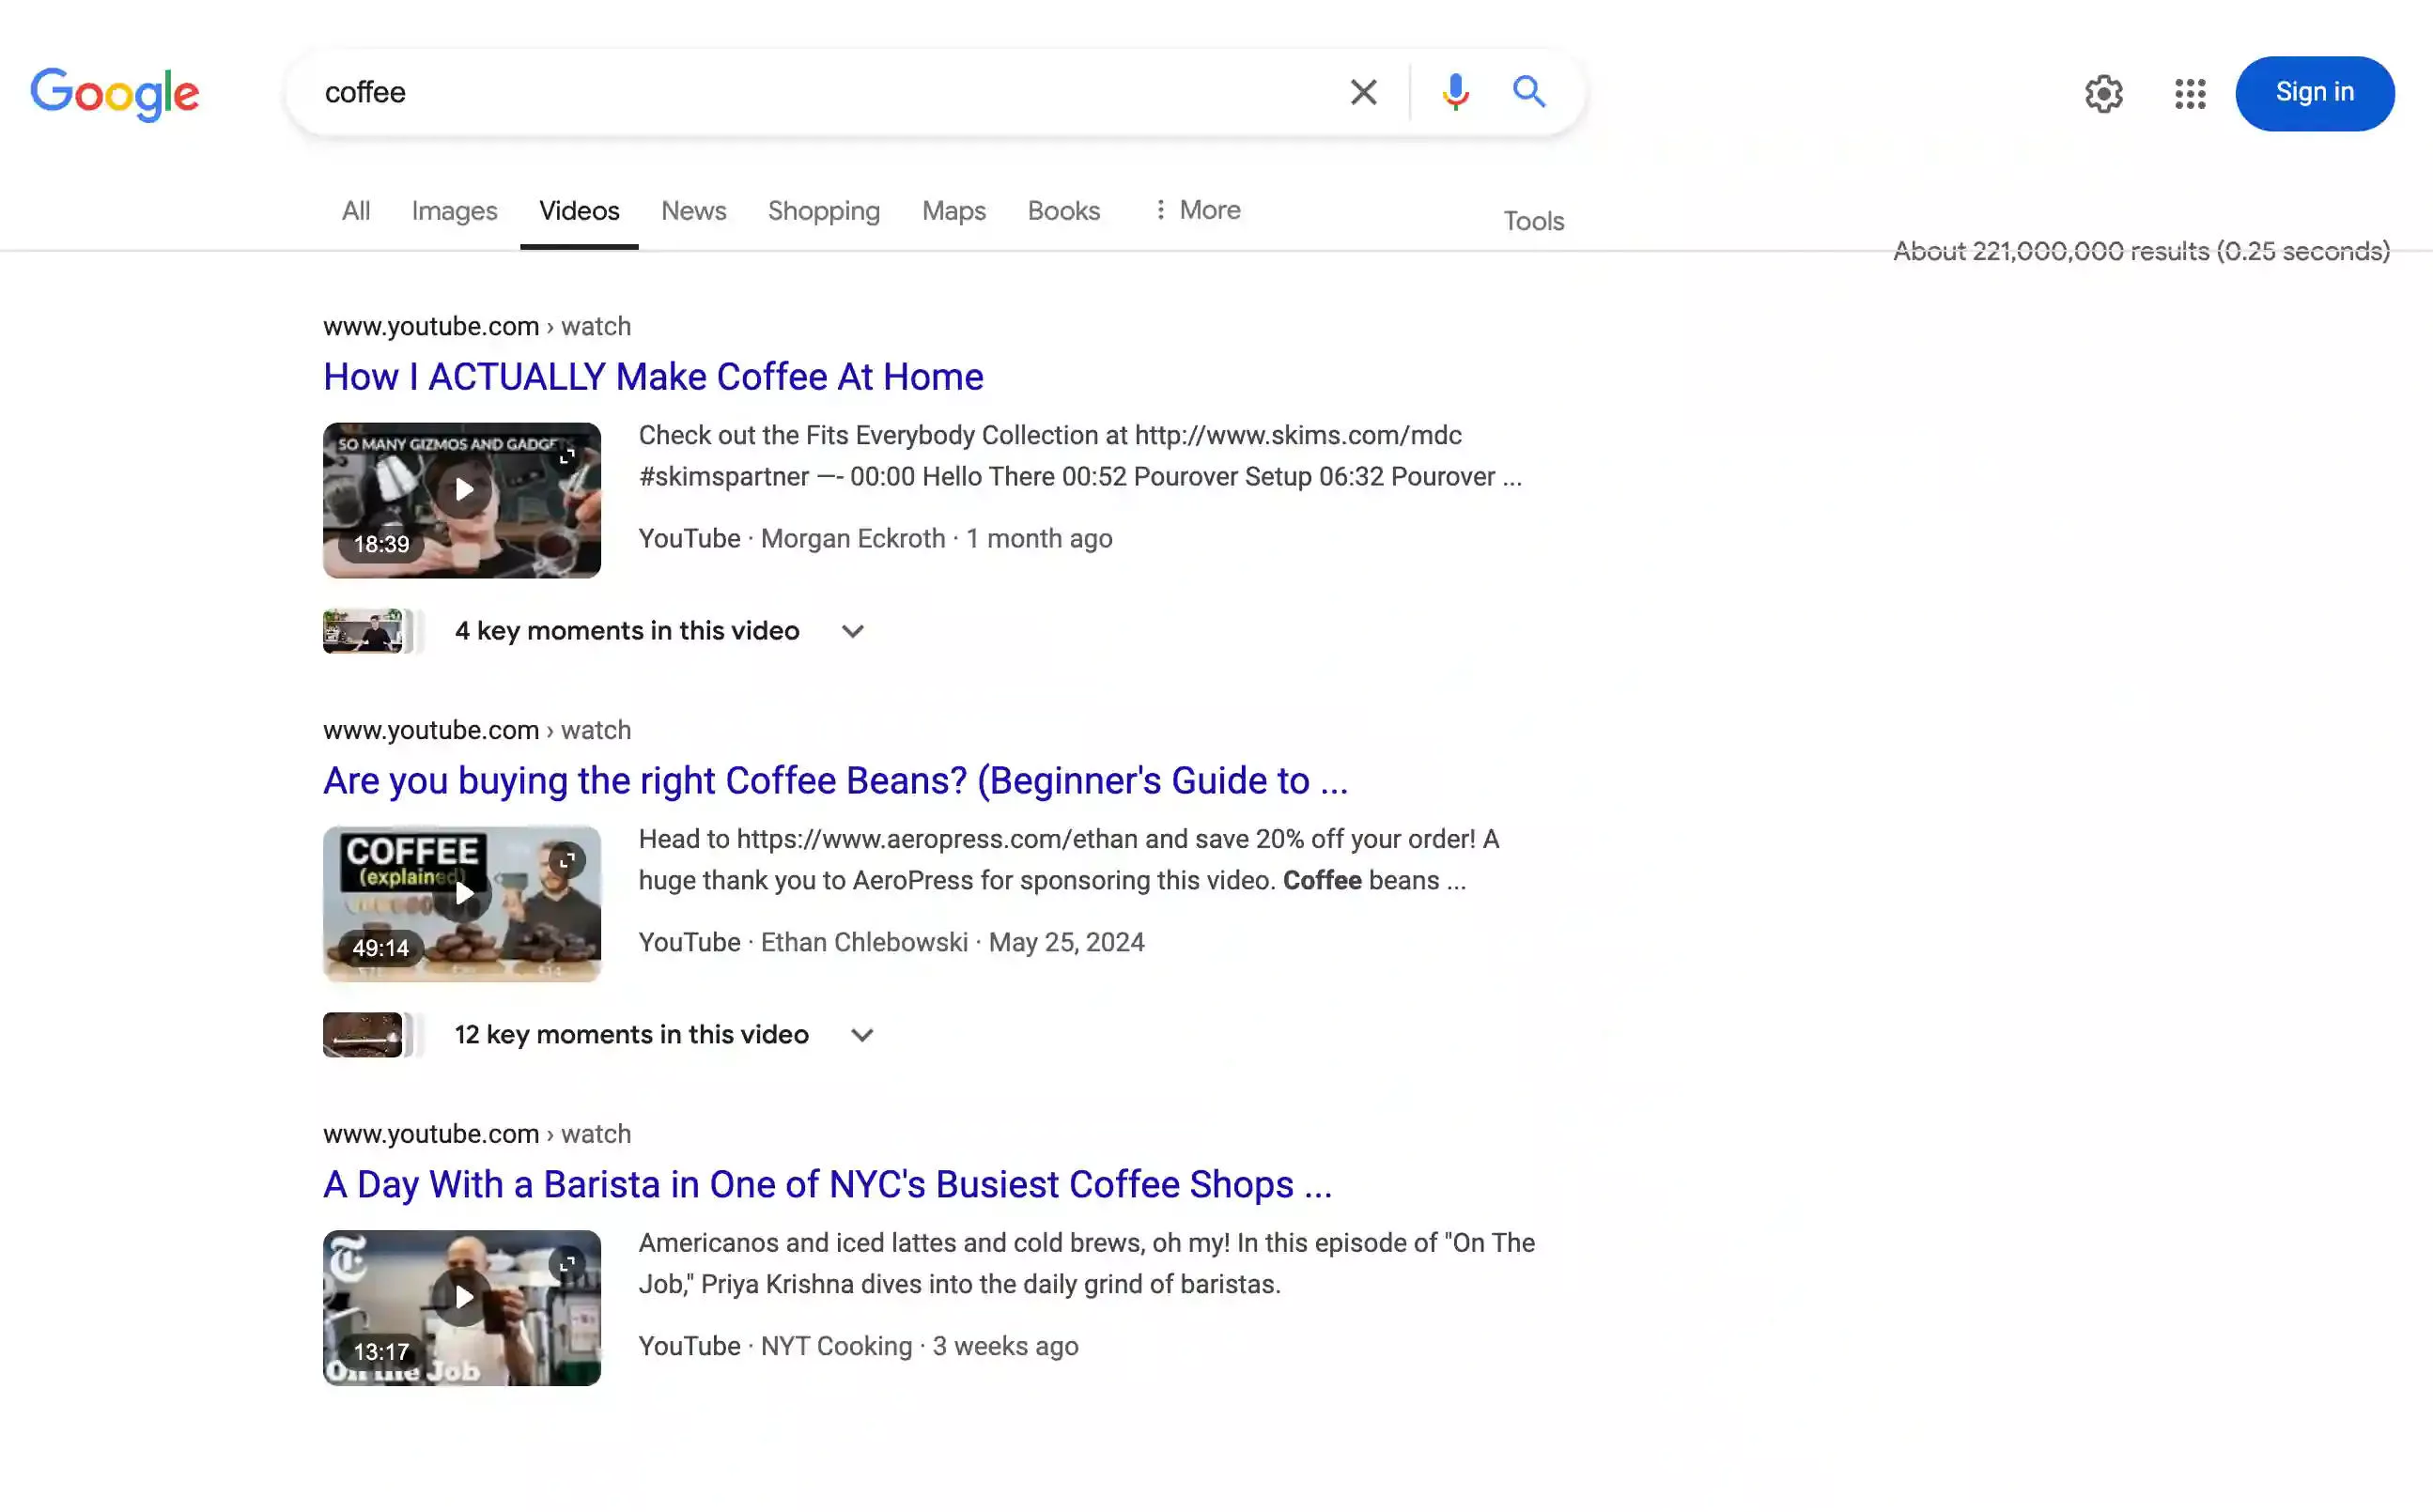 Google
coffee
Sign in
All Images Videos News Shopping Maps Books More
Tools
About 221,000,000 results (0.25 seconds)
www.youtube.com › watch
How I ACTUALLY Make Coffee At Home
SO MANY GIZMOS AND GADGETS
18:39
Check out the Fits Everybody Collection at http://www.skims.com/mdc
#skimspartner —- 00:00 Hello There 00:52 Pourover Setup 06:32 Pourover ...
YouTube · Morgan Eckroth · 1 month ago
4 key moments in this video
www.youtube.com › watch
Are you buying the right Coffee Beans? (Beginner's Guide to ...
COFFEE
(explained)
49:14
Head to https://www.aeropress.com/ethan and save 20% off your order! A
huge thank you to AeroPress for sponsoring this video. Coffee beans ...
YouTube · Ethan Chlebowski · May 25, 2024
12 key moments in this video
www.youtube.com › watch
A Day With a Barista in One of NYC's Busiest Coffee Shops ...
T
13:17
On the Job
Americanos and iced lattes and cold brews, oh my! In this episode of "On The
Job," Priya Krishna dives into the daily grind of baristas.
YouTube · NYT Cooking · 3 weeks ago